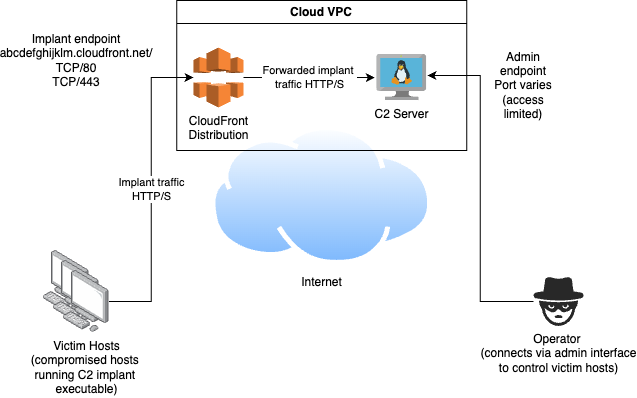 Cloud VPC
Implant endpoint
abcdefghijklm.cloudfront.net/
TCP/80
TCP/443
Forwarded implant
traffic HTTP/S
CloudFront
Distribution
C2 Server
Admin
endpoint
Port varies
(access
limited)
Implant traffic
HTTP/S
Internet
Victim Hosts
(compromised hosts
running C2 implant
executable)
Operator
(connects via admin interface
to control victim hosts)